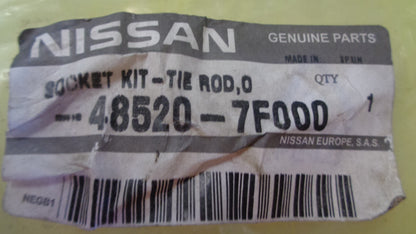 NISSAN GENUINE PARTS
MADE IN SPAIN
SOCKET KIT-TIE ROD,O QTY
--48520-7F000 1
NISSAN EUROPE, S.A.S.
NEGB1